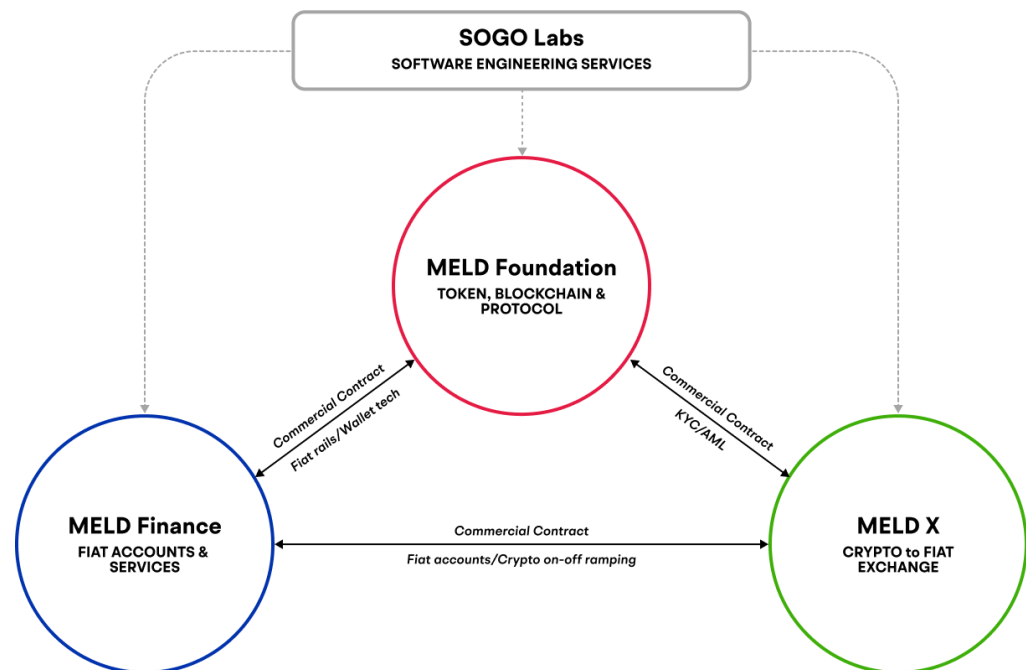 SOGO Labs
SOFTWARE ENGINEERING SERVICES
MELD Foundation
TOKEN, BLOCKCHAIN &
PROTOCOL
Commercial Contract
Fiat rails/Wallet tech
Commercial Contract
KYC/AML
MELD Finance
FIAT ACCOUNTS &
SERVICES
Commercial Contract
Fiat accounts/Crypto on-off ramping
MELD X
CRYPTO to FIAT
EXCHANGE